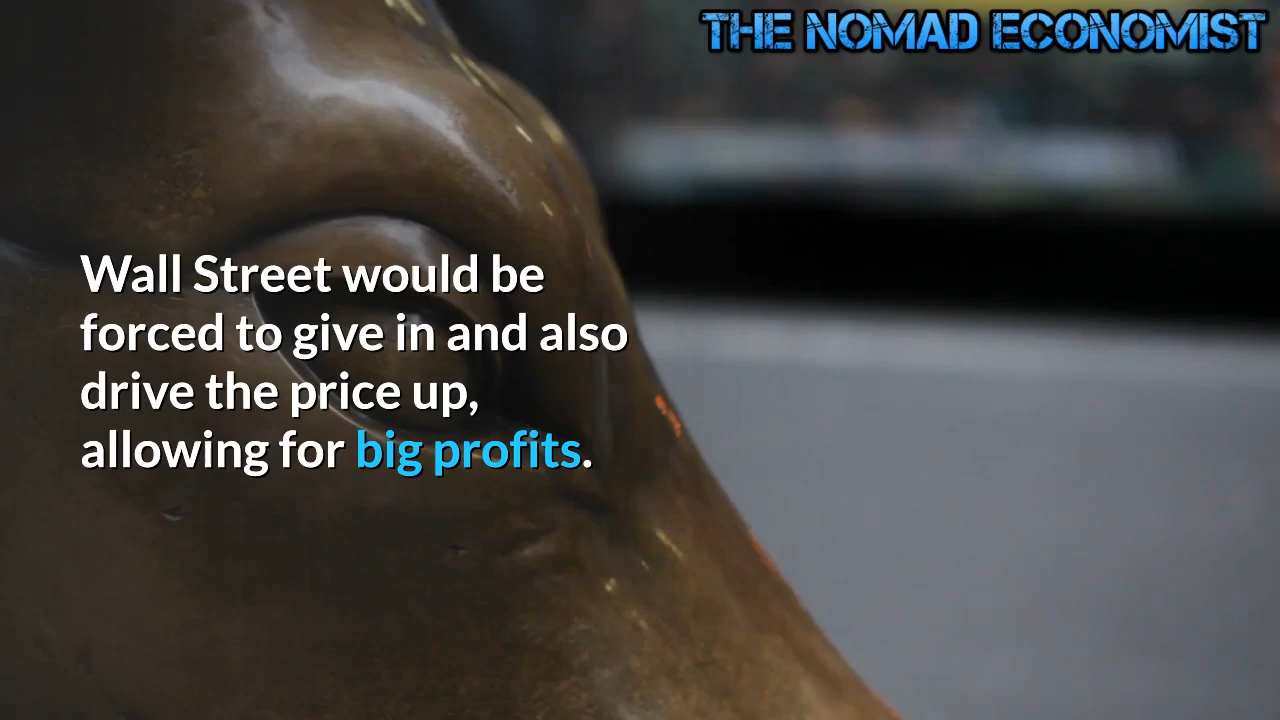 THE NOMAD ECONOMIST
Wall Street would be
forced to give in and also
drive the price up,
allowing for big profits.